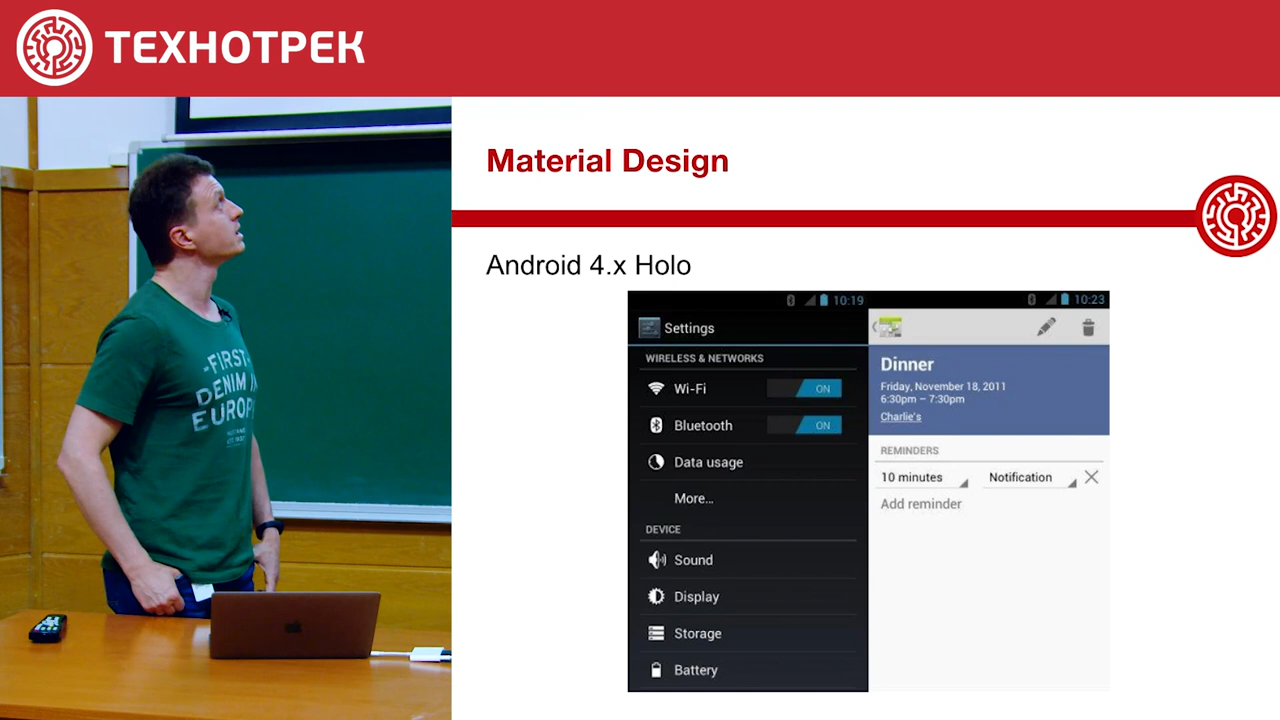 ТЕХНОТРЕК
Material Design
Android 4.x Holo
10:19
Settings
WIRELESS & NETWORKS
Wi-Fi
ON
Bluetooth
ON
Data usage
More...
DEVICE
Sound
Display
Storage
Battery
10:23
Dinner
Friday, November 18, 2011
6:30pm – 7:30pm
Charlie's
REMINDERS
10 minutes
Notification
Add reminder
-FIRST-
DENIM IN
EUROPE